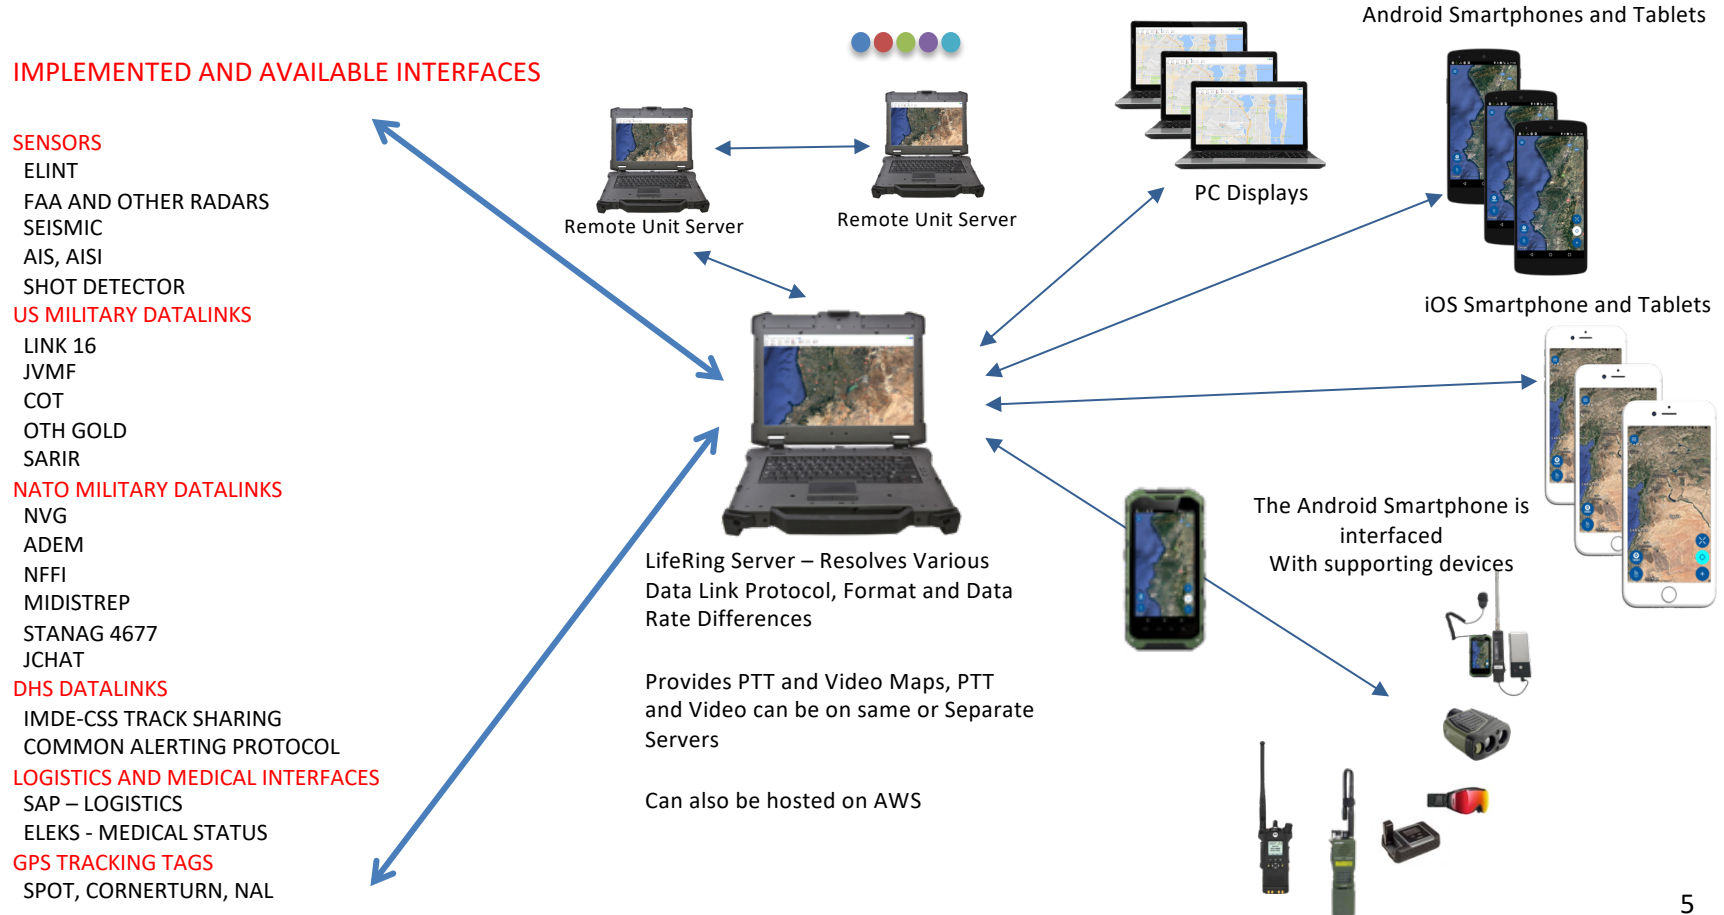 IMPLEMENTED AND AVAILABLE INTERFACES
SENSORS
ELINT
FAA AND OTHER RADARS
SEISMIC
AIS, AISI
SHOT DETECTOR
US MILITARY DATALINKS
LINK 16
JVMF
COT
OTH GOLD
SARIR
NATO MILITARY DATALINKS
NVG
ADEM
NFFI
MIDISTREP
STANAG 4677
JCHAT
DHS DATALINKS
IMDE-CSS TRACK SHARING
COMMON ALERTING PROTOCOL
LOGISTICS AND MEDICAL INTERFACES
SAP – LOGISTICS
ELEKS - MEDICAL STATUS
GPS TRACKING TAGS
SPOT, CORNERTURN, NAL
Remote Unit Server
Remote Unit Server
PC Displays
Android Smartphones and Tablets
iOS Smartphone and Tablets
LifeRing Server – Resolves Various
Data Link Protocol, Format and Data
Rate Differences
Provides PTT and Video Maps, PTT
and Video can be on same or Separate
Servers
Can also be hosted on AWS
The Android Smartphone is
interfaced
With supporting devices
5